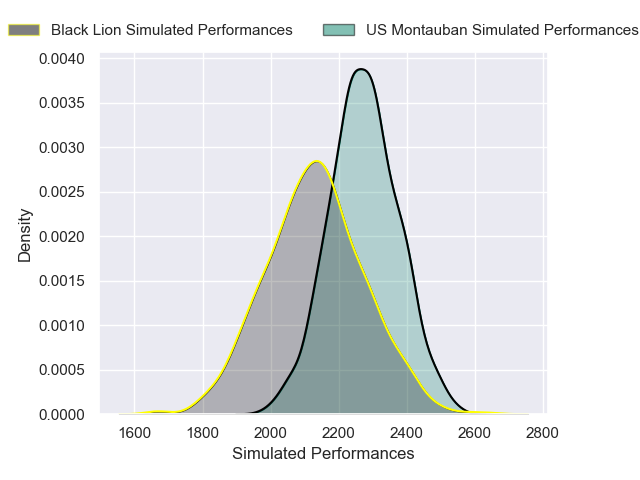 Black Lion Simulated Performances US Montauban Simulated Performances
0.0040
0.0035
0.0030
0.0025
0.0020
0.0015
0.0010
0.0005
0.0000
Density
1600 1800 2000 2200 2400 2600 2800
Simulated Performances